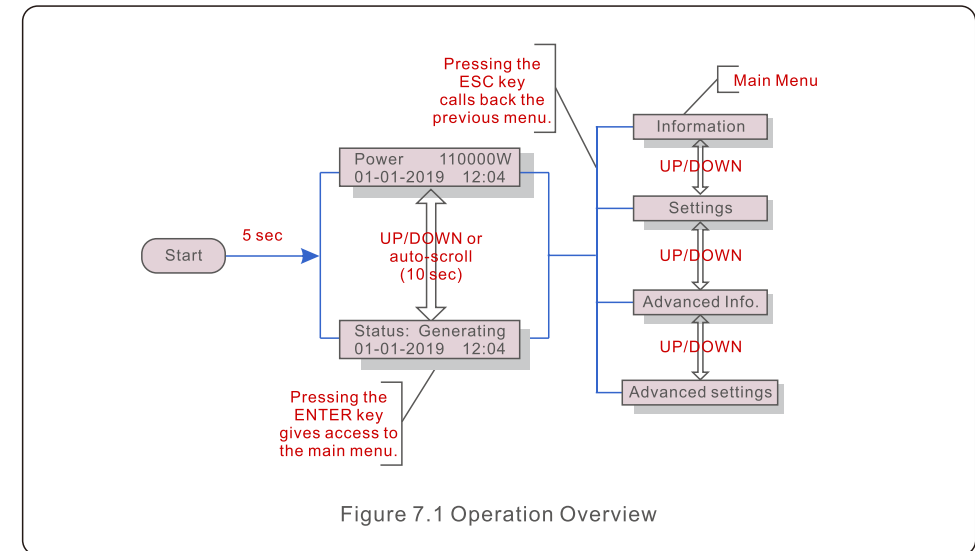 Pressing the
ESC key
calls back the
previous menu.
Main Menu
Information
UP/DOWN
Settings
UP/DOWN
Advanced Info.
UP/DOWN
Advanced settings
Power 110000W
01-01-2019 12:04
Start
5 sec
UP/DOWN or
auto-scroll
(10 sec)
Status: Generating
01-01-2019 12:04
Pressing the
ENTER key
gives access to
the main menu.
Figure 7.1 Operation Overview